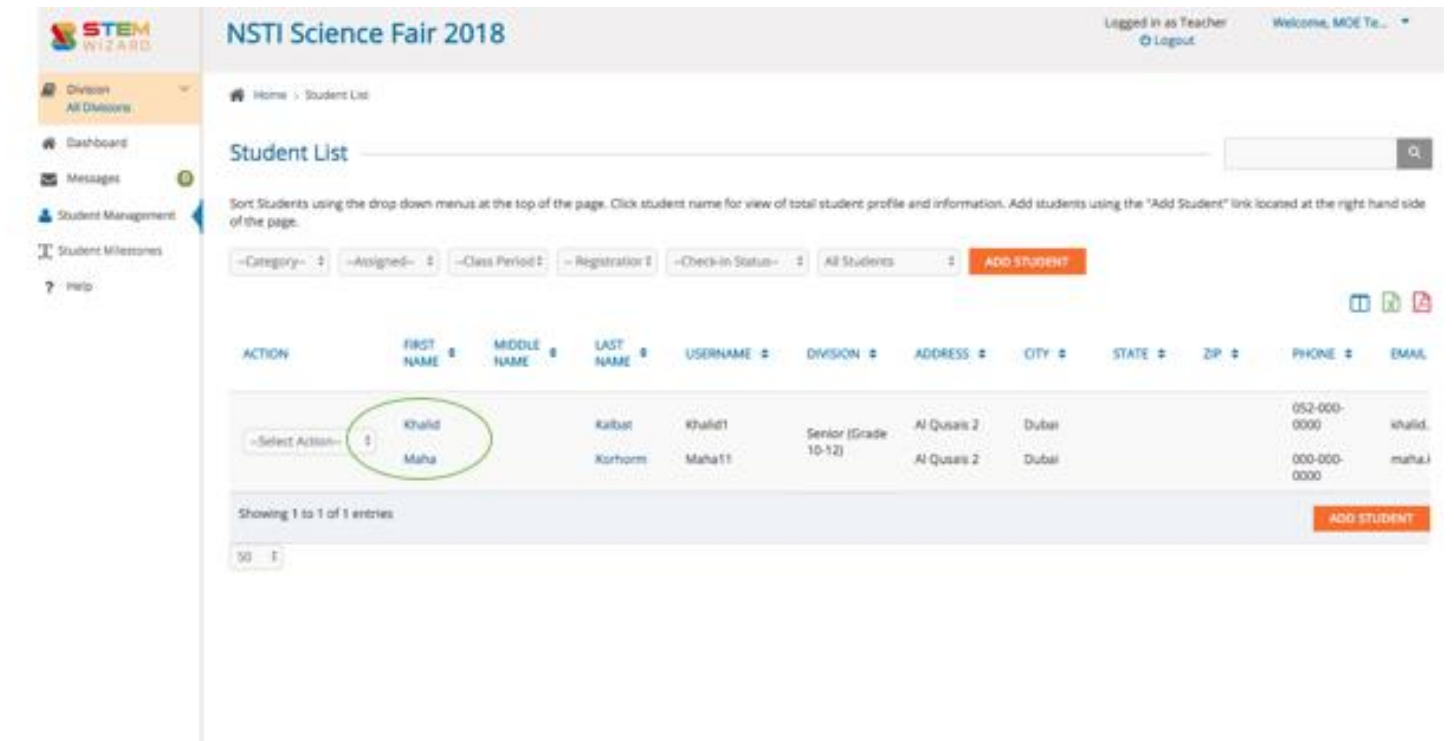 STEM
WIZARD
NSTI Science Fair 2018
Logged in as Teacher
Logout
Welcome, MOE Te...
Division
All Divisions
Dashboard
Messages
0
Student Management
Student Milestones
? Help
Home > Student List
Student List
Sort Students using the drop down menus at the top of the page. Click student name for view of total student profile and information. Add students using the "Add Student" link located at the right hand side
of the page.
--Category-- --Assigned-- --Class Period -- Registration --Check-in Status-- All Students ADD STUDENT
ACTION FIRST NAME MIDDLE NAME LAST NAME USERNAME DIVISION ADDRESS CITY STATE ZIP PHONE EMAIL
--Select Action--
Khalid Kalbat Khalid1 Senior (Grade 10-12) Al Qusais 2 Dubai 052-000-0000 khalid.
Maha Korhorm Maha11 Al Qusais 2 Dubai 000-000-0000 maha.k
Showing 1 to 1 of 1 entries
ADD STUDENT
50